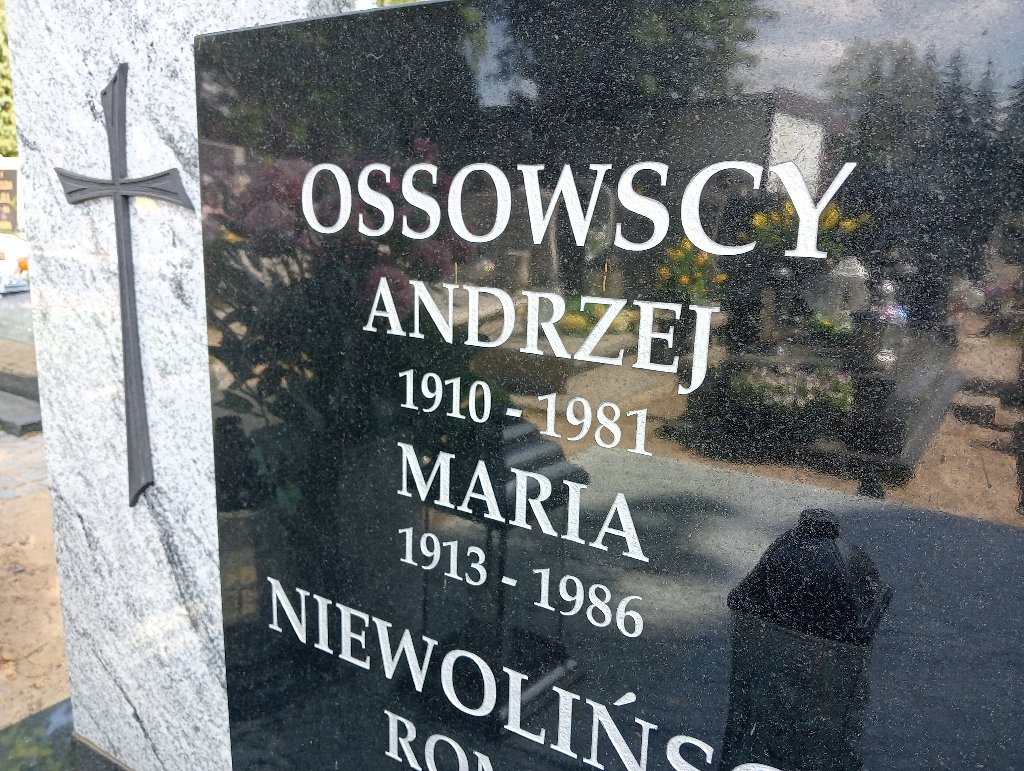 OSSOWSCY
ANDRZEJ
1910 - 1981
MARIA
1913 - 1986